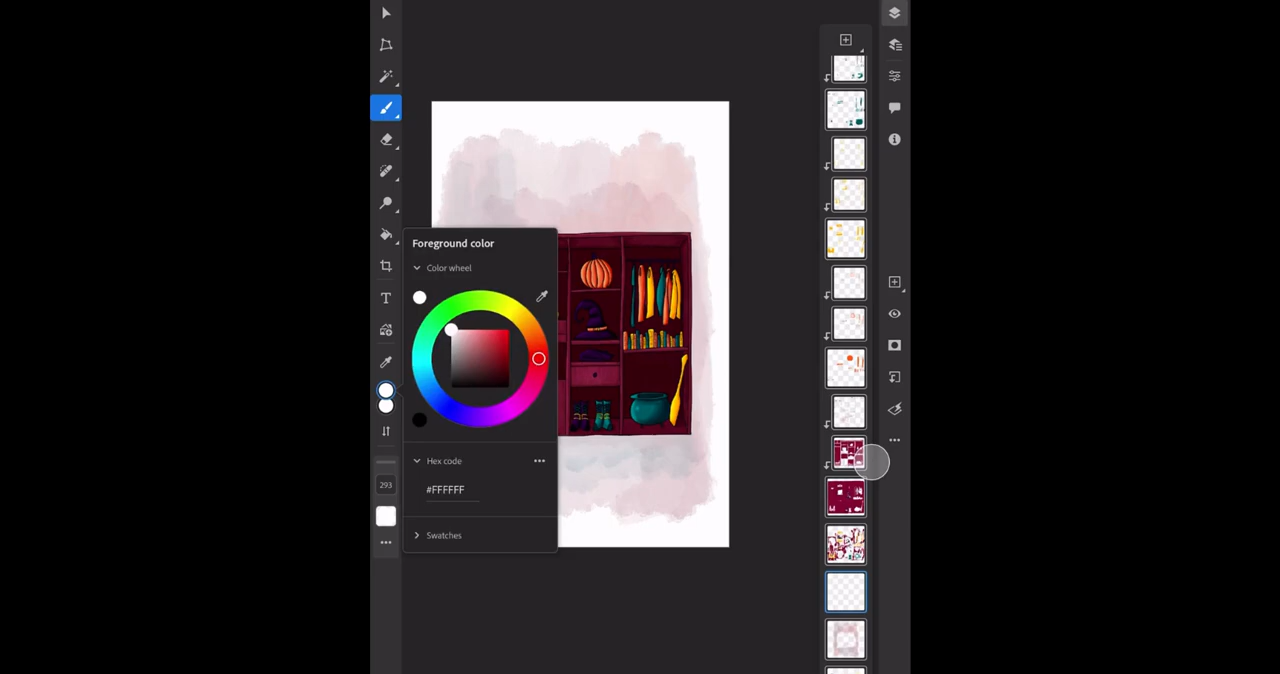 Foreground color
Color wheel
T
293
Hex code
#FFFFFF
Swatches